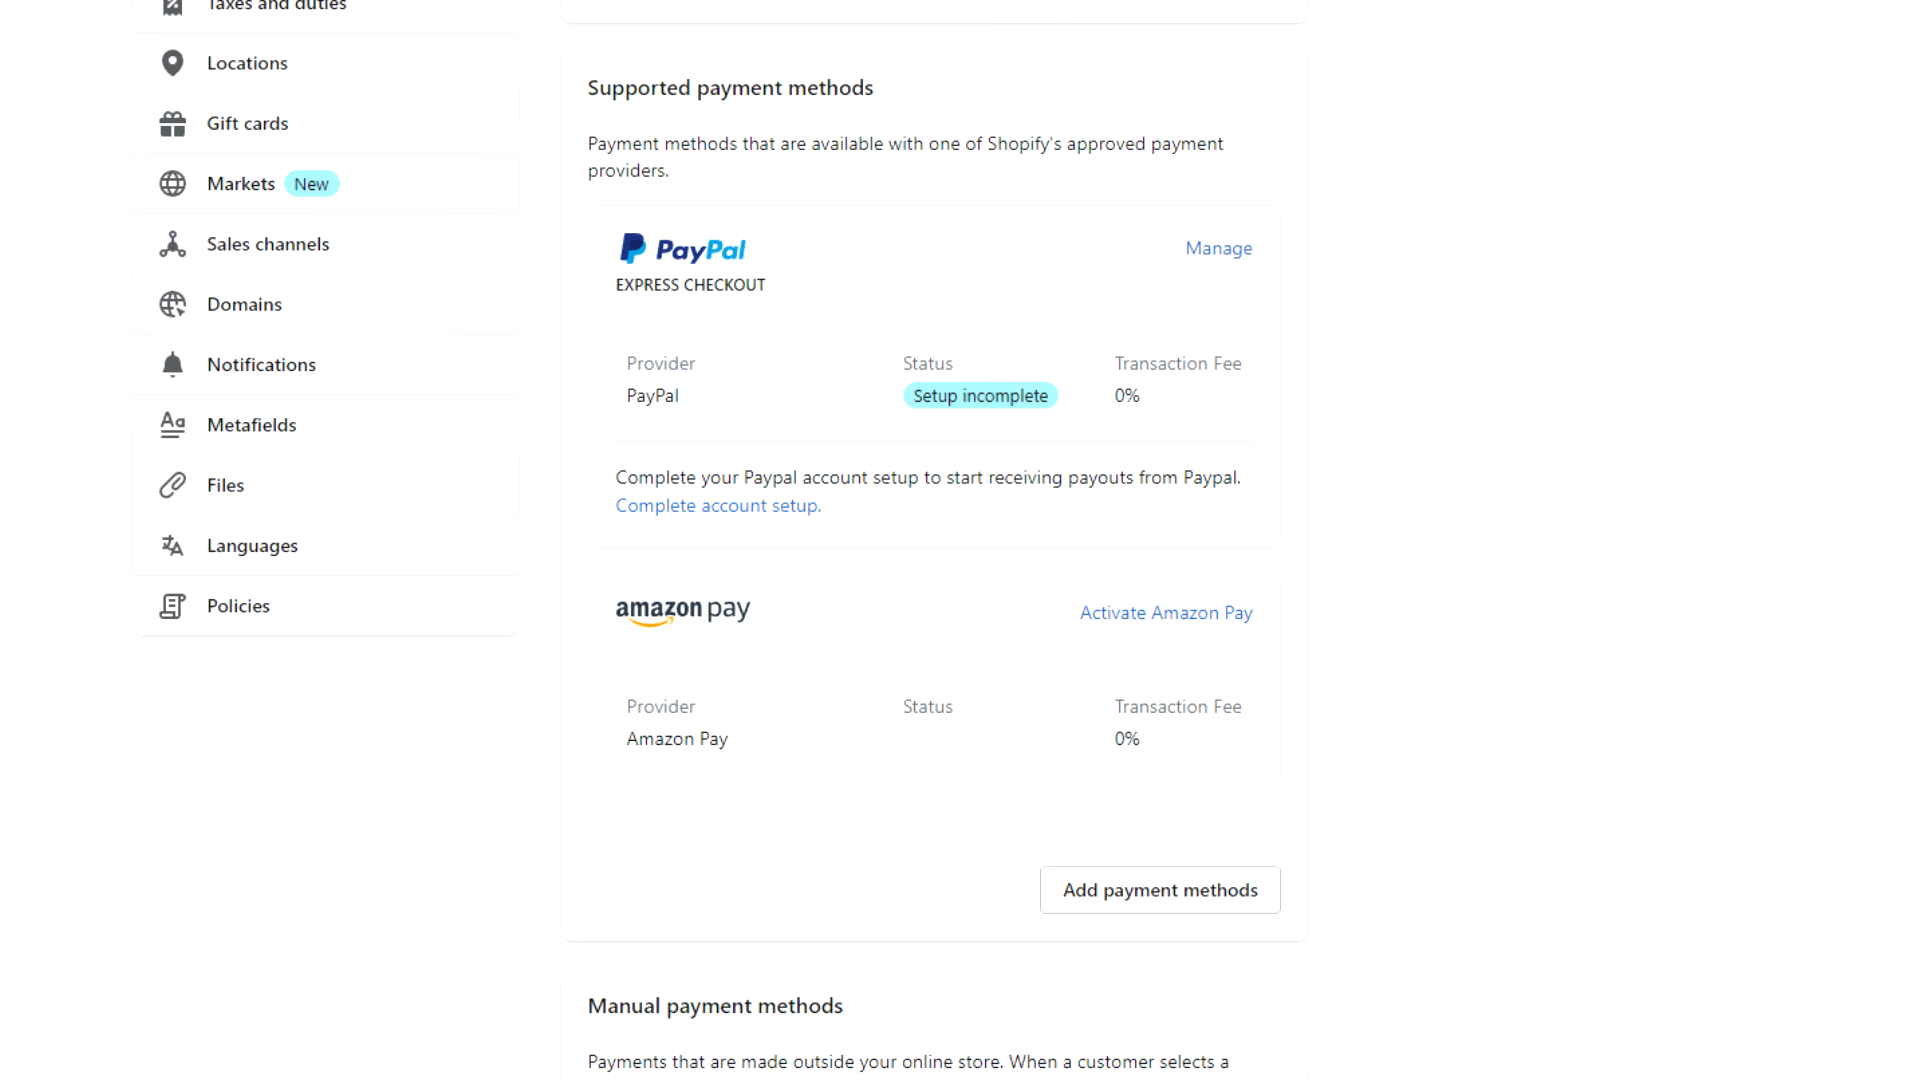 Taxes and duties
Locations
Gift cards
Markets New
Sales channels
Domains
Notifications
Metafields
Files
Languages
Policies
Supported payment methods
Payment methods that are available with one of Shopify's approved payment
providers.
PayPal
Manage
EXPRESS CHECKOUT
Provider Status Transaction Fee
PayPal Setup incomplete 0%
Complete your Paypal account setup to start receiving payouts from Paypal.
Complete account setup.
amazon pay
Activate Amazon Pay
Provider Status Transaction Fee
Amazon Pay 0%
Add payment methods
Manual payment methods
Payments that are made outside your online store. When a customer selects a